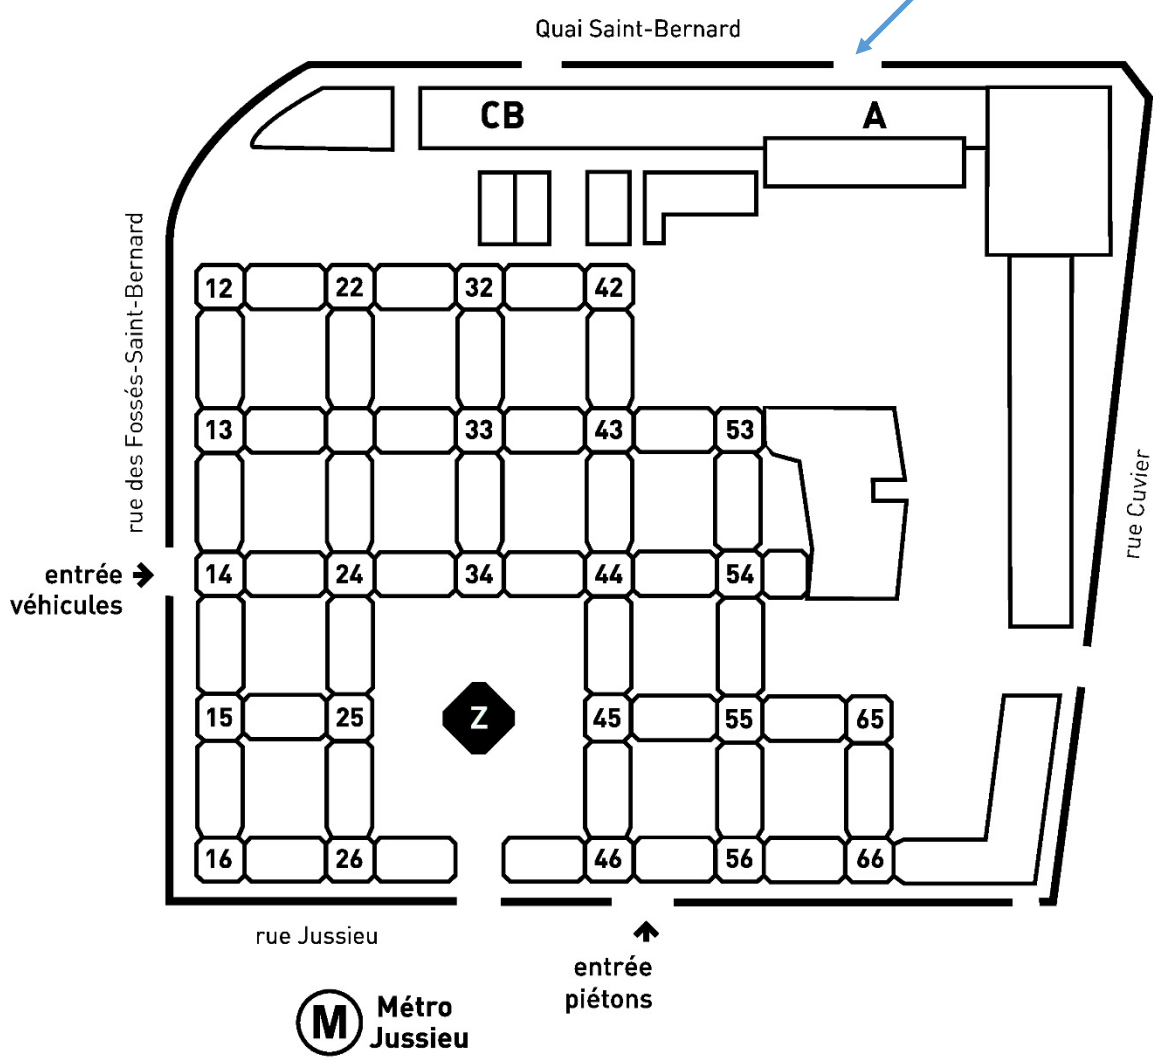 Quai Saint-Bernard
CB
A
rue des Fossés-Saint-Bernard
12 22 32 42
13 33 43 53
rue Cuvier
14 24 34 44 54
entrée
véhicules
15 25 Z 45 55 65
16 26 46 56 66
rue Jussieu
entrée
piétons
M
Métro
Jussieu